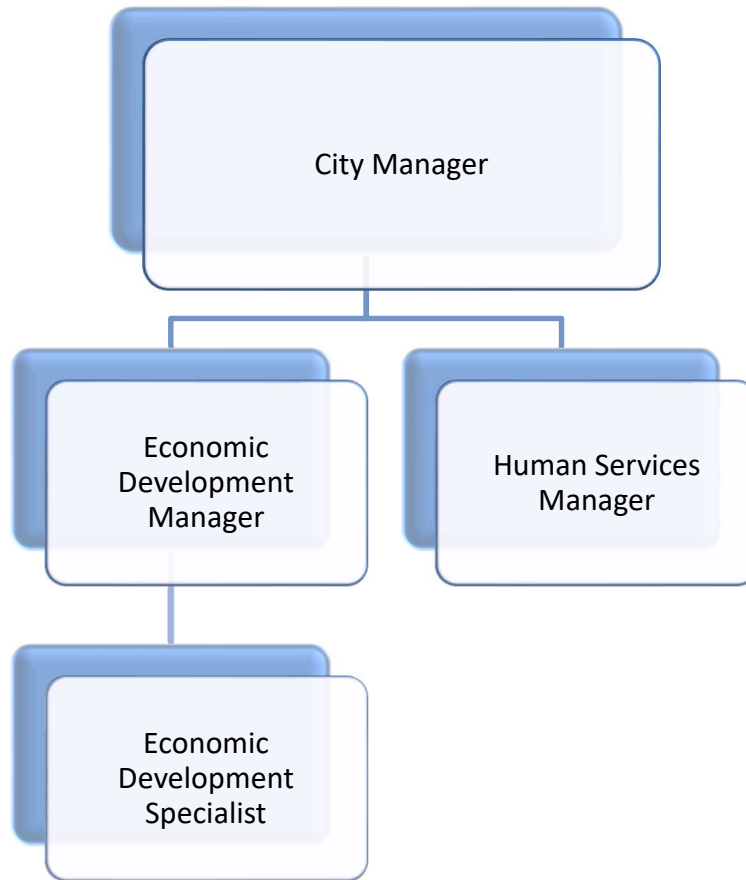 City Manager
Economic
Development
Manager
Human Services
Manager
Economic
Development
Specialist